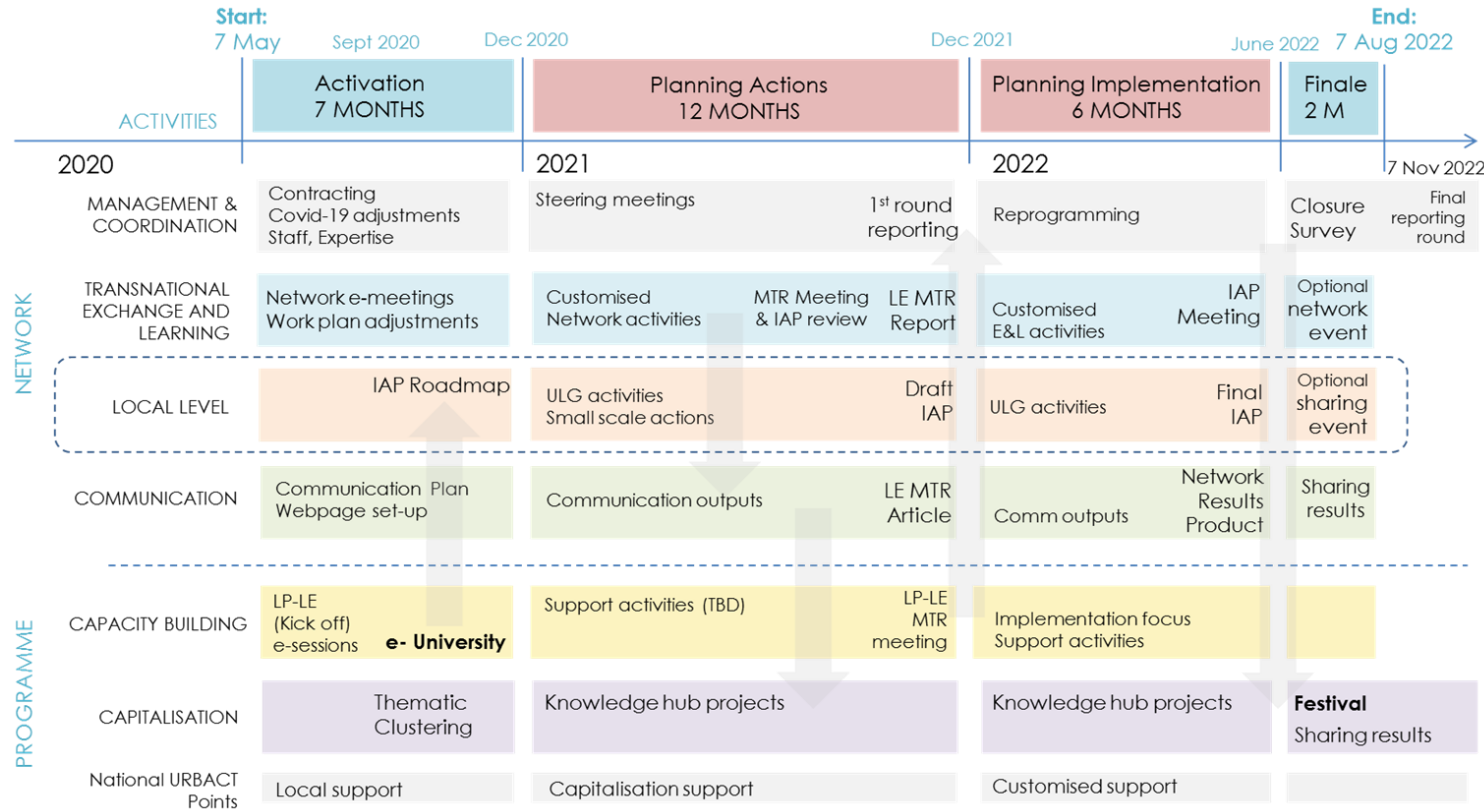 Start:
7 May
Sept 2020
Dec 2020
Dec 2021
June 2022
End:
7 Aug 2022
ACTIVITIES
Activation
7 MONTHS
Planning Actions
12 MONTHS
Planning Implementation
6 MONTHS
Finale
2 M
2020
2021
2022
7 Nov 2022
NETWORK
MANAGEMENT &
COORDINATION
Contracting
Covid-19 adjustments
Staff, Expertise
Steering meetings
1st round
reporting
Reprogramming
Closure
Survey
Final
reporting
round
TRANSNATIONAL
EXCHANGE AND
LEARNING
Network e-meetings
Work plan adjustments
Customised
Network activities
MTR Meeting
& IAP review
LE MTR
Report
Customised
E&L activities
IAP
Meeting
Optional
network
event
LOCAL LEVEL
IAP Roadmap
ULG activities
Small scale actions
Draft
IAP
ULG activities
Final
IAP
Optional
sharing
event
COMMUNICATION
Communication Plan
Webpage set-up
Communication outputs
LE MTR
Article
Comm outputs
Network
Results
Product
Sharing
results
PROGRAMME
CAPACITY BUILDING
LP-LE
(Kick off)
e-sessions
e- University
Support activities (TBD)
LP-LE
MTR
meeting
Implementation focus
Support activities
CAPITALISATION
Thematic
Clustering
Knowledge hub projects
Knowledge hub projects
Festival
Sharing results
National URBACT
Points
Local support
Capitalisation support
Customised support